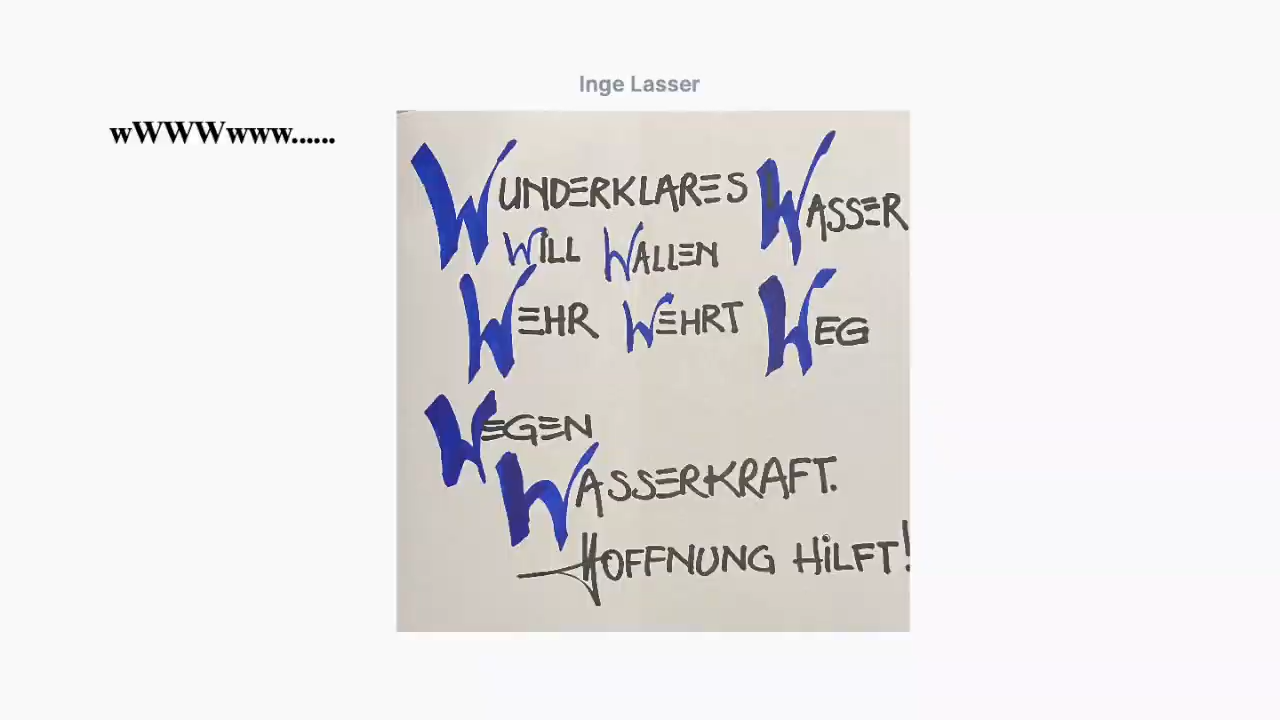 Inge Lasser
wWWWwww......
WUNDERKLARES WASSER
WiLL WALLEN
WEHR WEHRT WEG
WEGEN
WASSERKRAFT.
HOFFNUNG HiLFT!